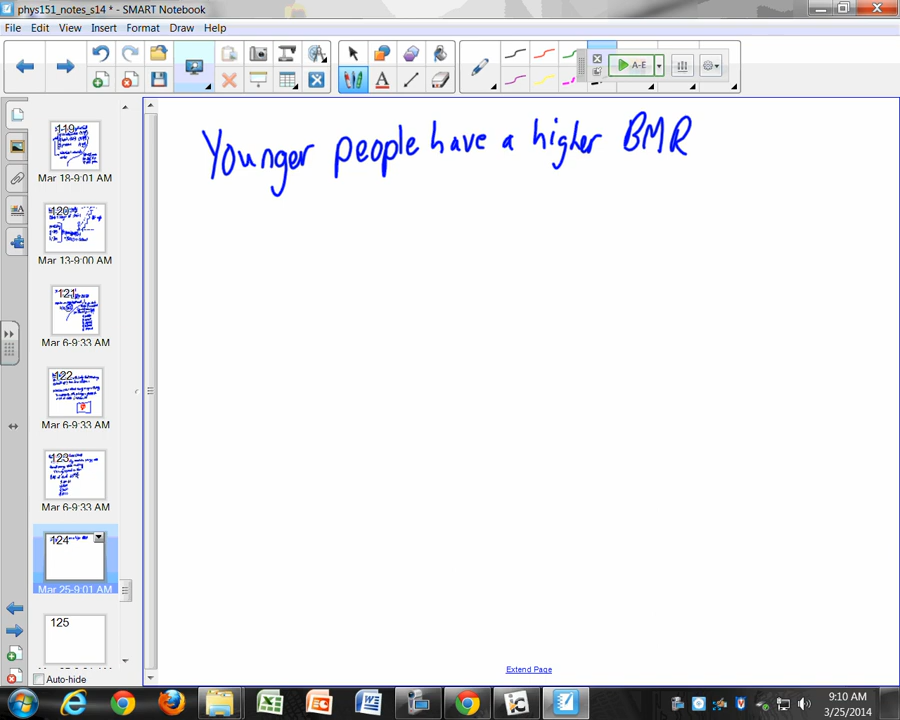 phys151_notes_s14 * - SMART Notebook
File Edit View Insert Format Draw Tools Help
A-E
119
Mar 18-9:01 AM
120
Mar 13-9:00 AM
121
Mar 6-9:33 AM
122
Mar 6-9:33 AM
123
Mar 6-9:33 AM
124
Mar 25-9:01 AM
125
Auto-hide
Younger people have a higher BMR
Extend Page
9:10 AM
3/25/2014